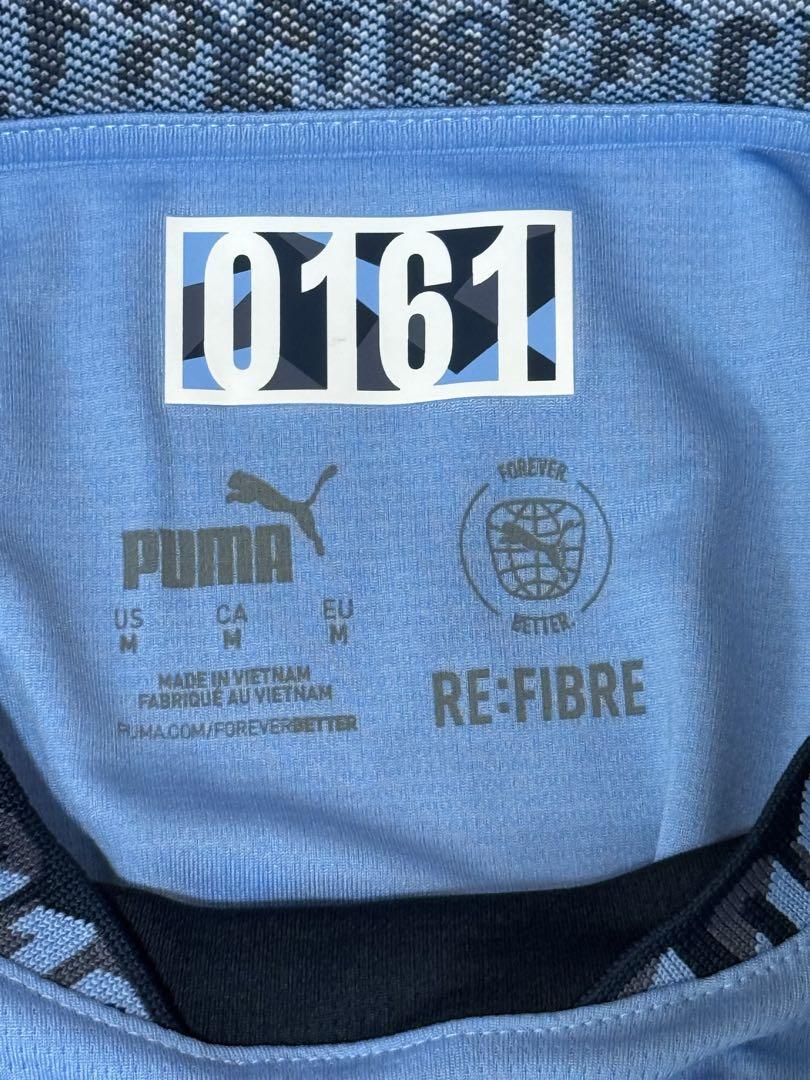 0161
PUMA
US CA EU
M M M
MADE IN VIETNAM
FABRIQUÉ AU VIETNAM
PUMA.COM/FOREVERBETTER
FOREVER
BETTER.
RE:FIBRE